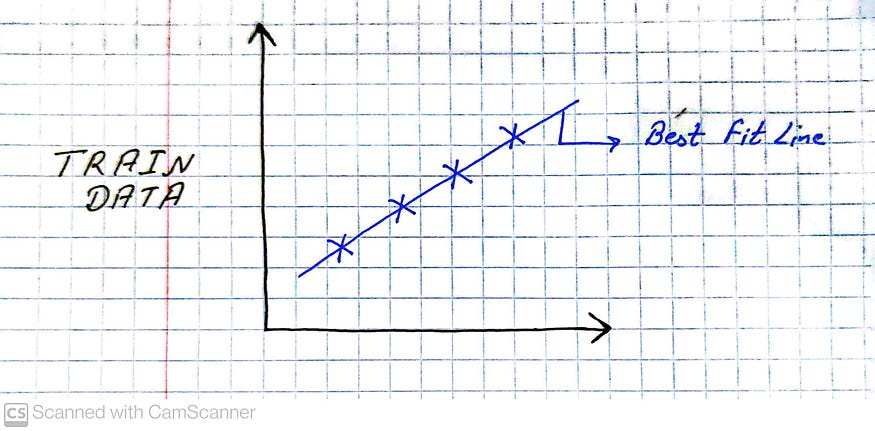 TRAIN
DATA
Best Fit Line
CS Scanned with CamScanner